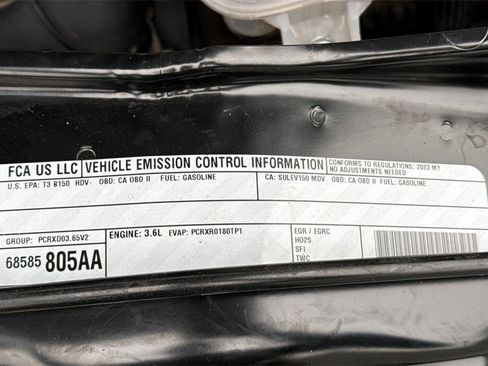 FCA US LLC VEHICLE EMISSION CONTROL INFORMATION CONFORMS TO REGULATIONS: 2023 MY
NO ADJUSTMENTS NEEDED
U.S. EPA: T3 B150 HDV OBD: CA OBD II FUEL: GASOLINE CA: SULEV150 MDV OBD: CA OBD II FUEL: GASOLINE
GROUP: PCRXD03.65V2 ENGINE: 3.6L EVAP: PCRXR0180TP1 EGR / EGRC
HO2S
SFI
TWC
68585 805AA